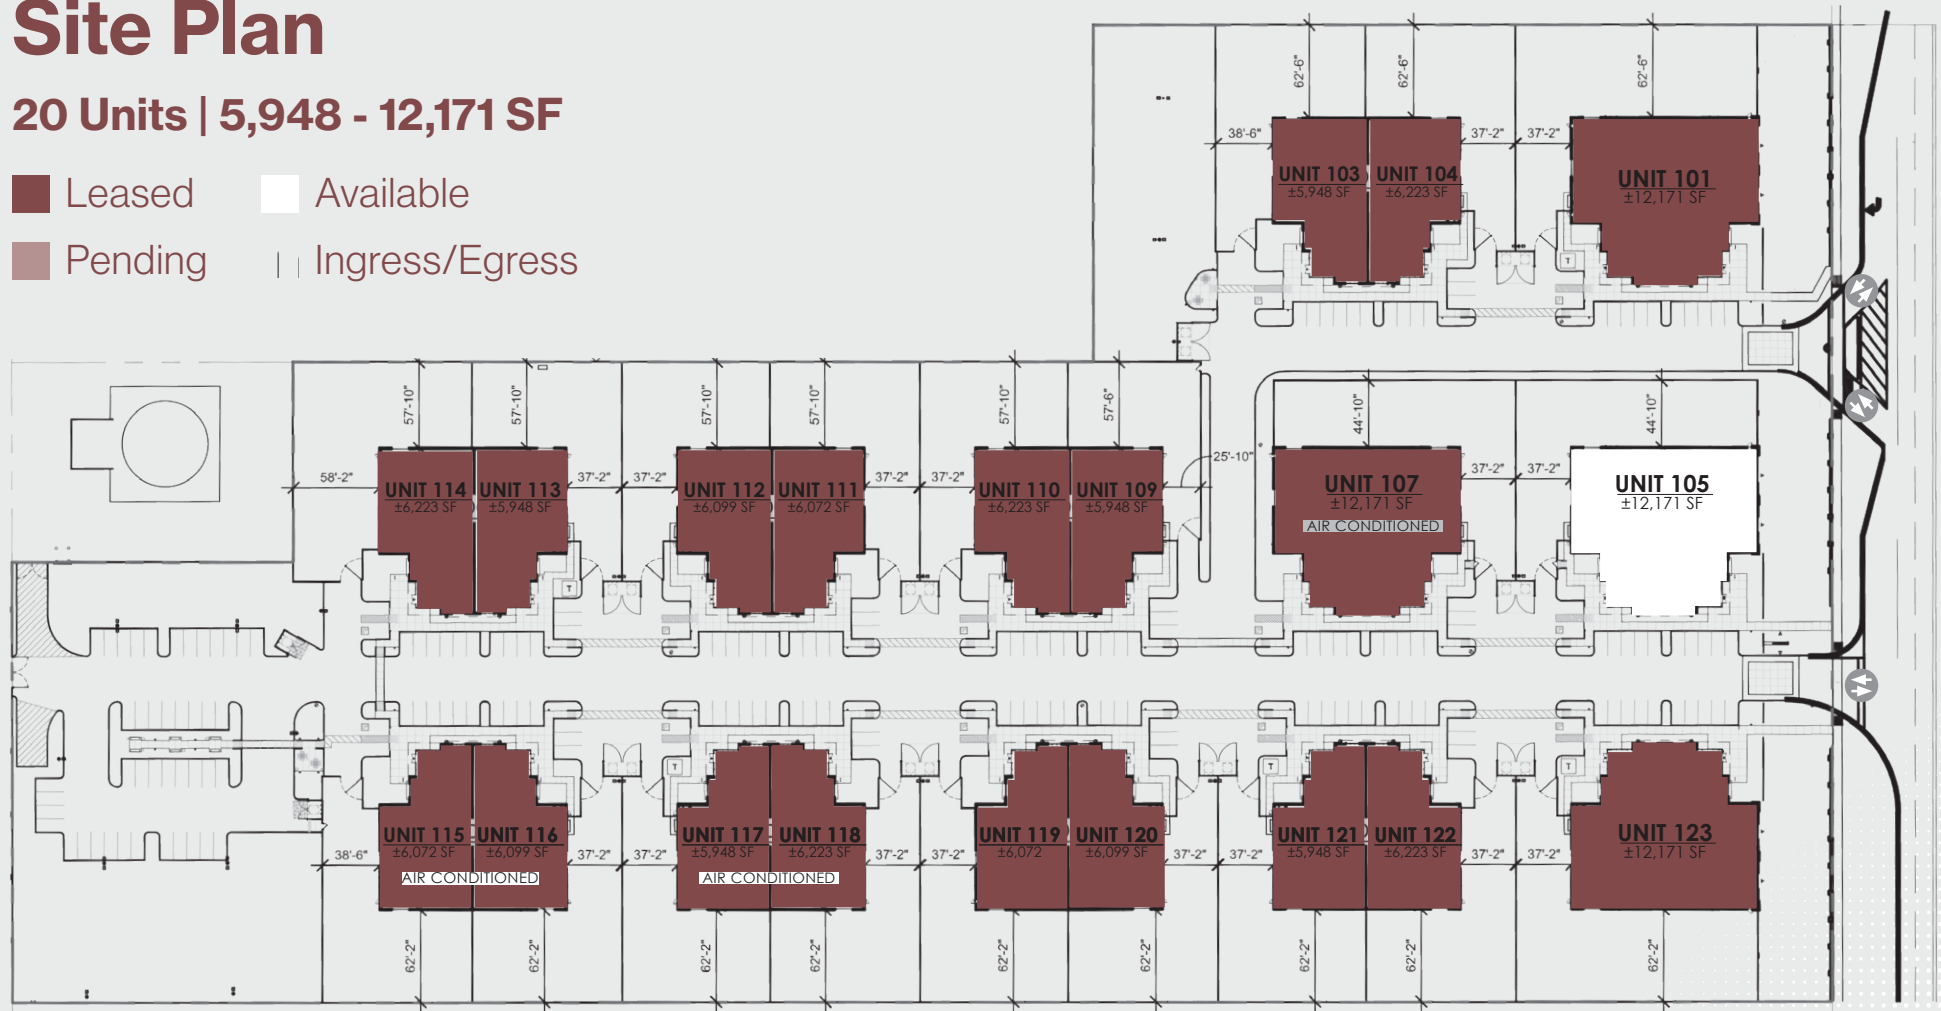 Site Plan
20 Units | 5,948 - 12,171 SF
Leased
Available
Pending
Ingress/Egress
62'-6"
62'-6"
62'-6"
38'-6"
37'-2"
37'-2"
UNIT 103
±5,948 SF
UNIT 104
±6,223 SF
UNIT 101
±12,171 SF
T
57'-10"
57'-10"
57'-10"
57'-10"
57'-10"
57'-6"
44'-10"
44'-10"
58'-2"
37'-2"
37'-2"
37'-2"
37'-2"
25'-10"
37'-2"
37'-2"
UNIT 114
±6,223 SF
UNIT 113
±5,948 SF
UNIT 112
±6,099 SF
UNIT 111
±6,072 SF
UNIT 110
±6,223 SF
UNIT 109
±5,948 SF
UNIT 107
±12,171 SF
AIR CONDITIONED
UNIT 105
±12,171 SF
T
T
T
T
UNIT 115
±6,072 SF
UNIT 116
±6,099 SF
AIR CONDITIONED
UNIT 117
±5,948 SF
UNIT 118
±6,223 SF
AIR CONDITIONED
UNIT 119
±6,072
UNIT 120
±6,099 SF
UNIT 121
±5,948 SF
UNIT 122
±6,223 SF
UNIT 123
±12,171 SF
38'-6"
37'-2"
37'-2"
37'-2"
37'-2"
37'-2"
37'-2"
37'-2"
37'-2"
62'-2"
62'-2"
62'-2"
62'-2"
62'-2"
62'-2"
62'-2"
62'-2"
62'-2"